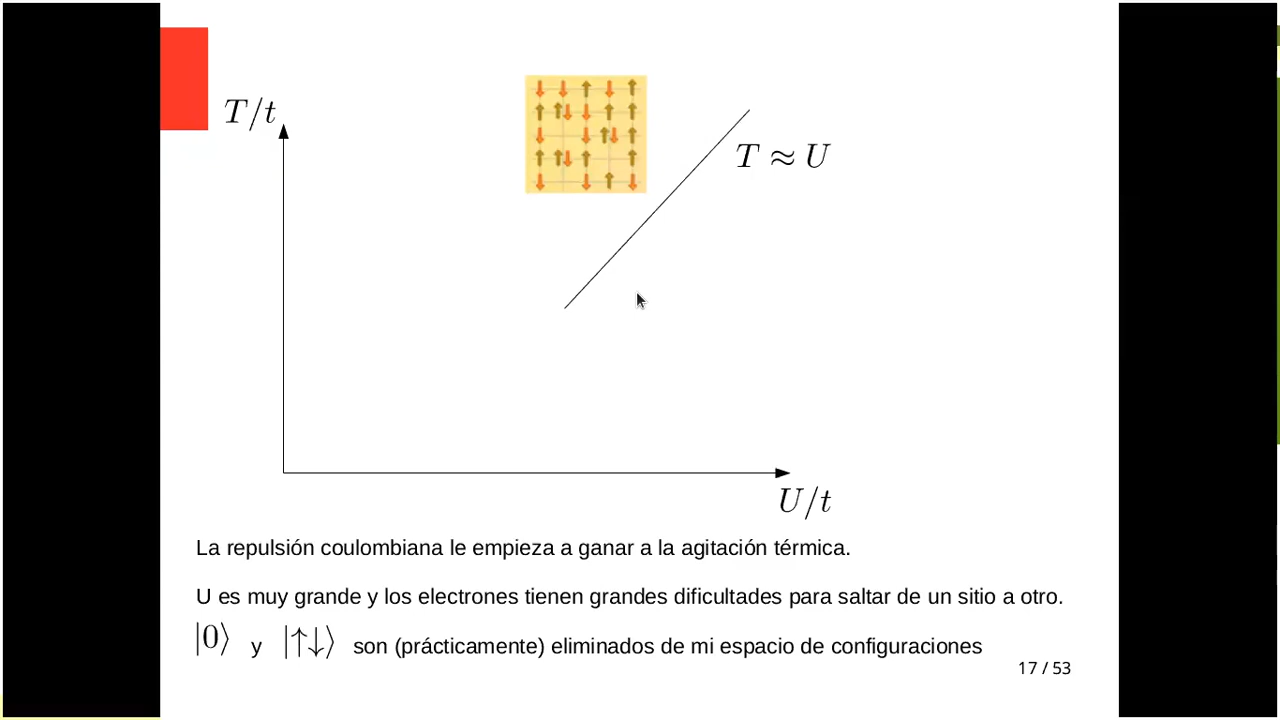 T/t
T ≈ U
U/t
La repulsión coulombiana le empieza a ganar a la agitación térmica.
U es muy grande y los electrones tienen grandes dificultades para saltar de un sitio a otro.
|0⟩ y |↑↓⟩ son (prácticamente) eliminados de mi espacio de configuraciones
17 / 53